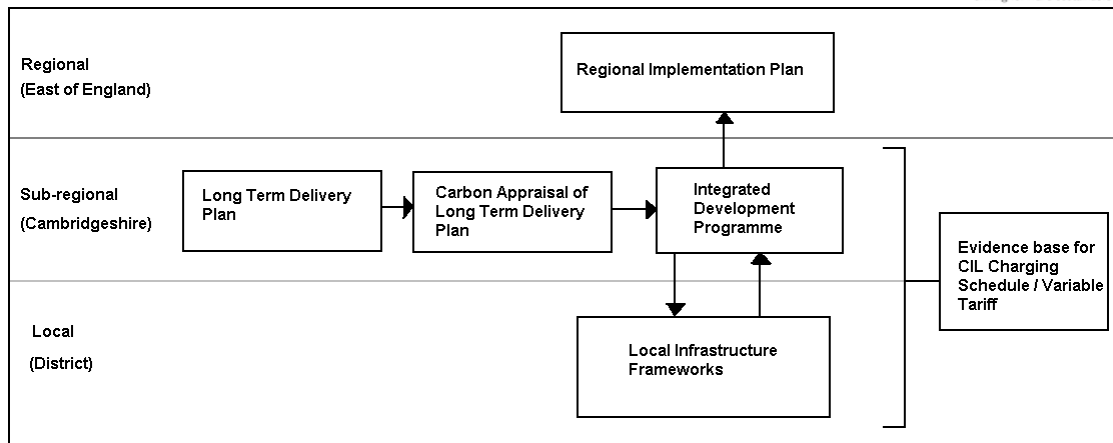 Regional
(East of England)
Regional Implementation Plan
Sub-regional
(Cambridgeshire)
Long Term Delivery
Plan
Carbon Appraisal of
Long Term Delivery
Plan
Integrated
Development
Programme
Evidence base for
CIL Charging
Schedule / Variable
Tariff
Local
(District)
Local Infrastructure
Frameworks